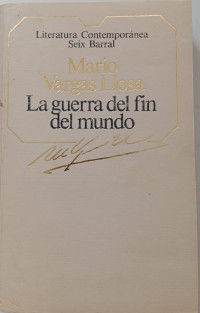 Literatura Contemporánea
Seix Barral
Mario
Vargas Llosa
La guerra del fin
del mundo